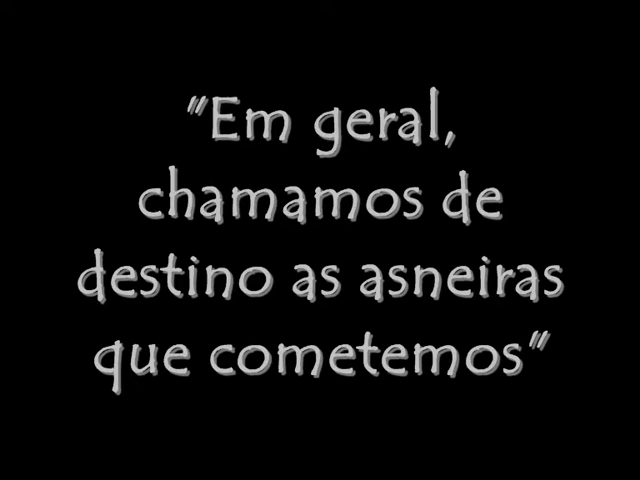 "Em geral,
chamamos de
destino as asneiras
que cometemos"